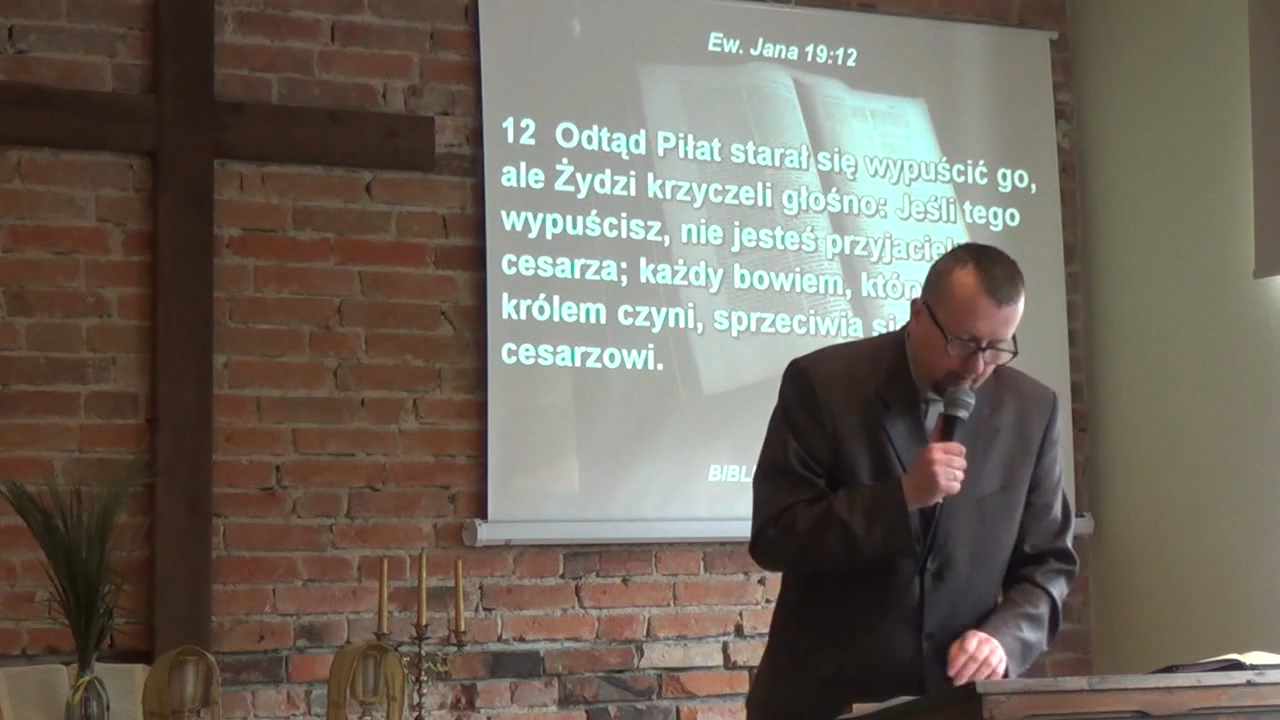 Ew. Jana 19:12
12 Odtąd Piłat starał się wypuścić go,
ale Żydzi krzyczeli głośno: Jeśli tego
wypuścisz, nie jesteś
cesarza; każdy bowiem,
królem czyni, sprzeciwia
cesarzowi.